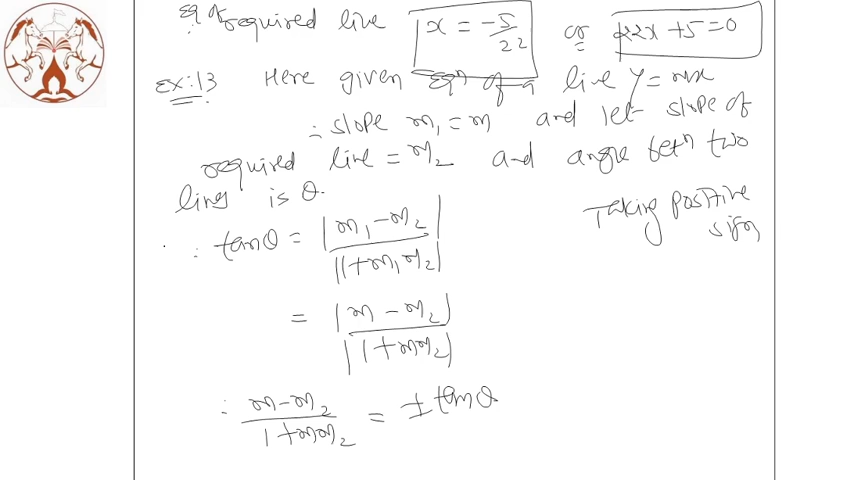 ∴ Eqn of required line x = -5/22 or 22x + 5 = 0
Ex:13 Here given Eqn of a line y = mx
∴ slope m₁ = m and let slope of
required line = m₂ and angle betn two
lines is θ.
∴ tanθ = |m₁ - m₂| / |1 + m₁m₂|
= |m - m₂| / |1 + mm₂|
∴ (m - m₂) / (1 + mm₂) = ± tanθ
Taking positive
sign